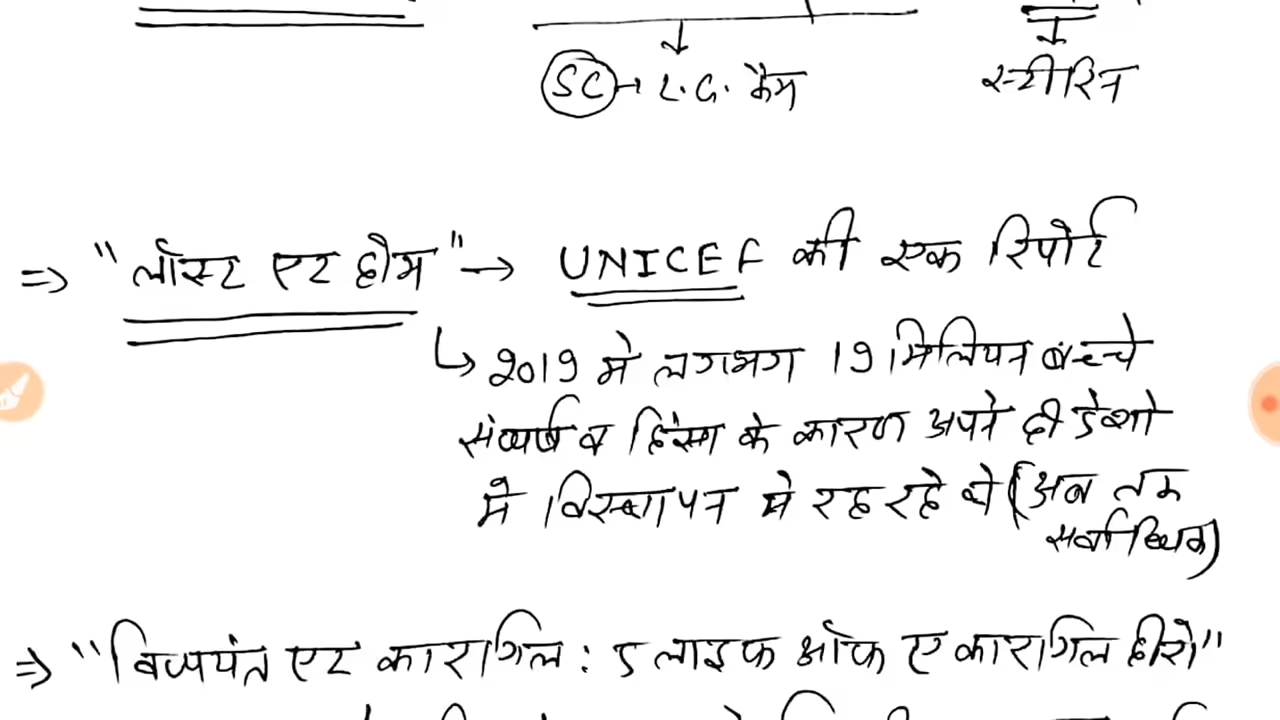 SC → L.G. कैम स्टीरिन
⇒ "लॉस्ट एट होम" → UNICEF की एक रिपोर्ट
↳ 2019 मे लगभग 19 मिलियन बच्चे
संघर्ष व हिंसा के कारण अपने ही देशो
मे विस्थापन मे रह रहे थे (अब तक
सर्वाधिक)
⇒ "विजयंत एट कारगिल : द लाइफ ऑफ ए कारगिल हीरो"